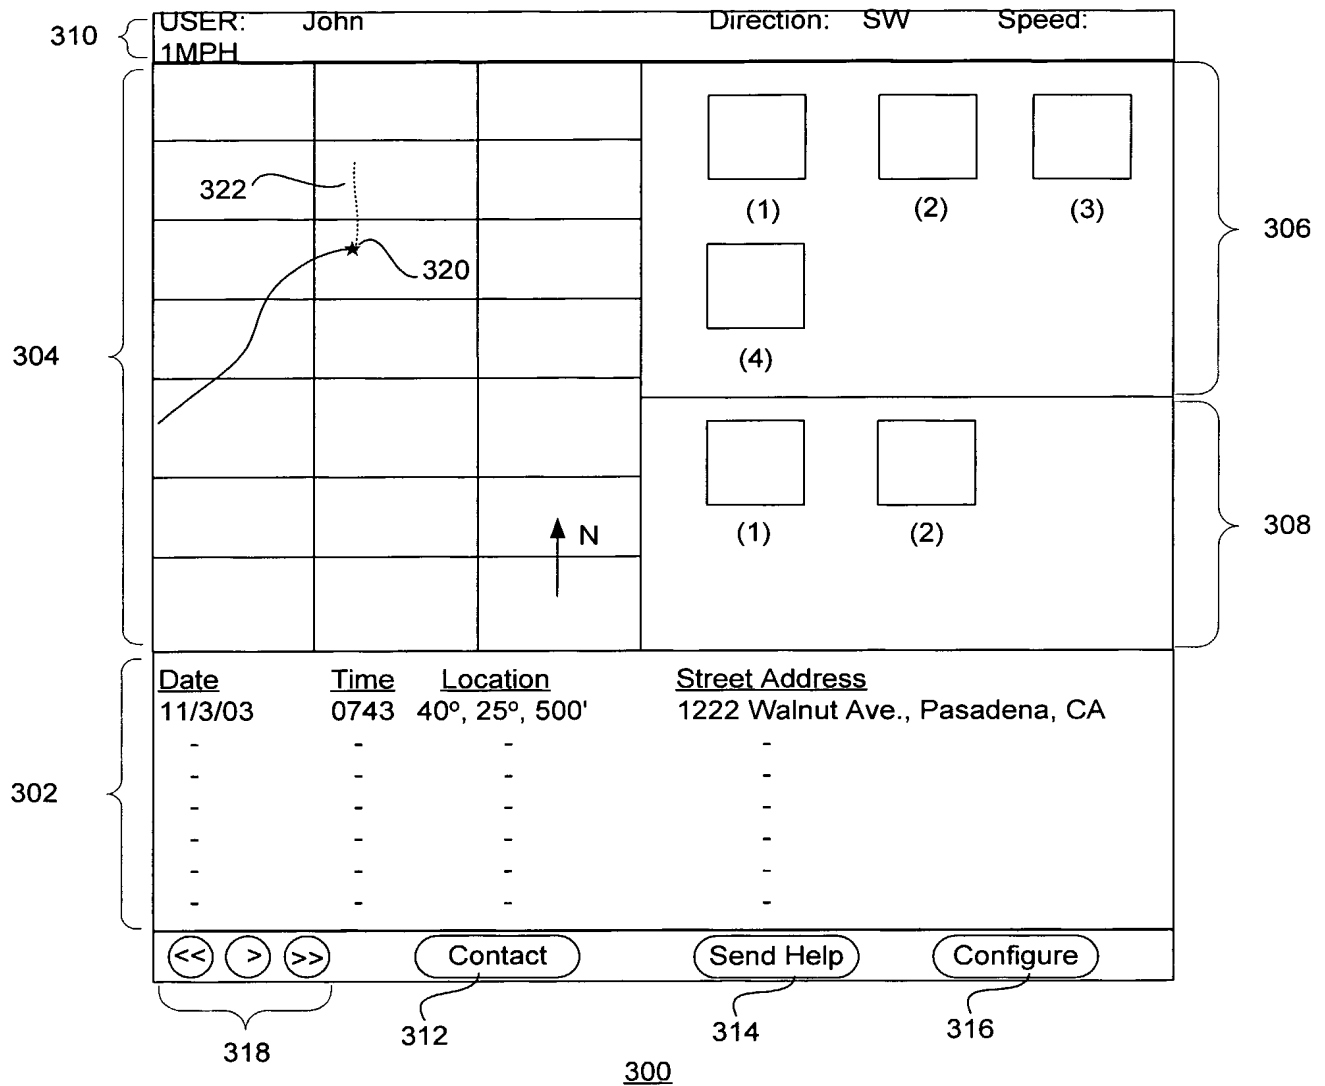 310
USER: John Direction: SW Speed:
1MPH
322
320
304
N
(1) (2) (3)
(4)
306
(1) (2)
308
302
Date Time Location Street Address
11/3/03 0743 40º, 25º, 500' 1222 Walnut Ave., Pasadena, CA
- - - -
- - - -
- - - -
- - - -
- - - -
- - - -
<< > >> Contact Send Help Configure
318 312 314 316
300